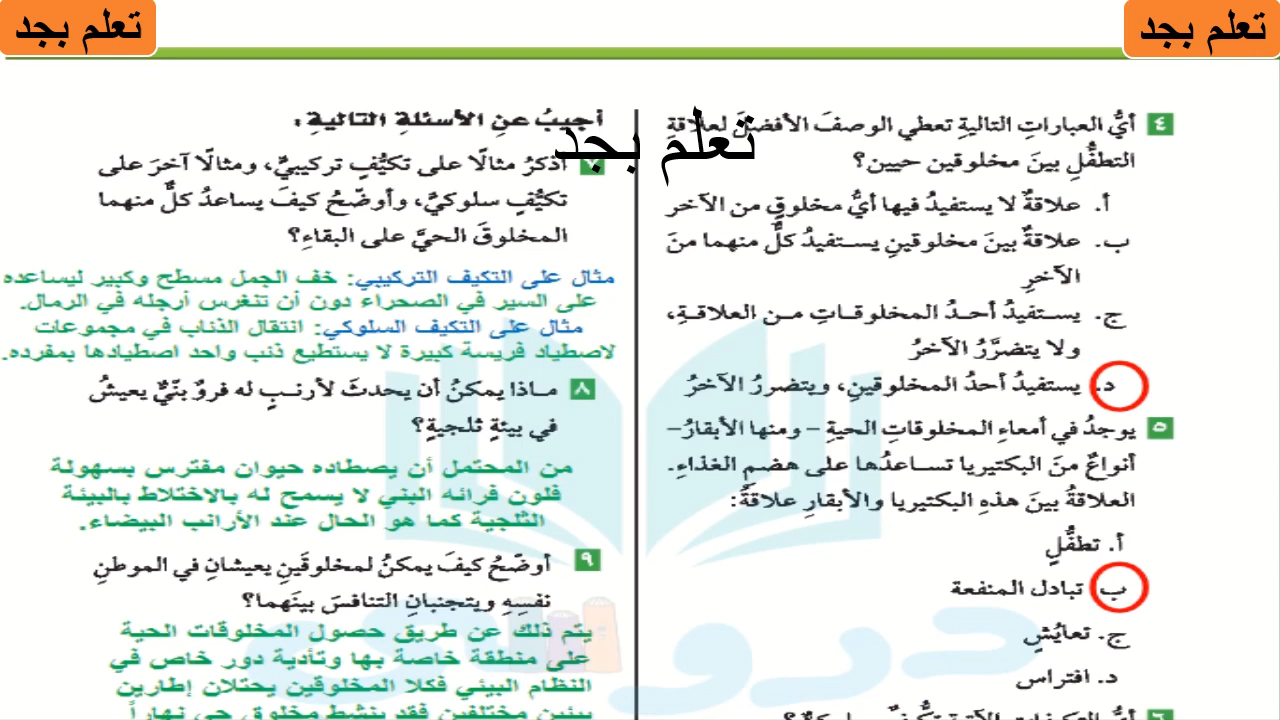 تعلم بجد
تعلم بجد
تعلم بجد
٤ أيُّ العباراتِ التاليةِ تعطي الوصفَ الأفضلَ لعلاقةِ
التطفُّلِ بينَ مخلوقين حيين؟
أ. علاقةٌ لا يستفيدُ فيها أيُّ مخلوقٍ من الآخر
ب. علاقةٌ بينَ مخلوقينِ يستفيدُ كلٌّ منهما منَ
الآخرِ
ج. يستفيدُ أحدُ المخلوقاتِ من العلاقةِ،
ولا يتضرَّرُ الآخرُ
د. يستفيدُ أحدُ المخلوقينِ، ويتضررُ الآخرُ
٥ يوجدُ في أمعاءِ المخلوقاتِ الحيةِ – ومنها الأبقارُ–
أنواعٌ منَ البكتيريا تساعدُها على هضمِ الغذاءِ.
العلاقةُ بينَ هذهِ البكتيريا والأبقارِ علاقةُ:
أ. تطفُّلٍ
ب. تبادل المنفعة
ج. تعايُشٍ
د. افتراس
٦
أجيبُ عنِ الأسئلةِ التاليةِ :
٧ أذكرُ مثالًا على تكيُّفٍ تركيبيٍّ، ومثالًا آخرَ على
تكيُّفٍ سلوكيٍّ، وأوضّحُ كيفَ يساعدُ كلٌّ منهما
المخلوقَ الحيَّ على البقاءِ؟
مثال على التكيف التركيبي: خف الجمل مسطح وكبير ليساعده
على السير في الصحراء دون أن تنغرس أرجله في الرمال.
مثال على التكيف السلوكي: انتقال الذئاب في مجموعات
لاصطياد فريسة كبيرة لا يستطيع ذئب واحد اصطيادها بمفرده.
٨ ماذا يمكنُ أن يحدثَ لأرنبٍ له فروٌ بنّيٌّ يعيشُ
في بيئةٍ ثلجيةٍ؟
من المحتمل أن يصطاده حيوان مفترس بسهولة
فلون فرائه البني لا يسمح له بالاختلاط بالبيئة
الثلجية كما هو الحال عند الأرانب البيضاء.
٩ أوضّحُ كيفَ يمكنُ لمخلوقَينِ يعيشانِ في الموطنِ
نفسِهِ ويتجنبانِ التنافسَ بينَهما؟
يتم ذلك عن طريق حصول المخلوقات الحية
على منطقة خاصة بها وتأدية دور خاص في
النظام البيئي فكلا المخلوقين يحتلان إطارين
بيئين مختلفين فقد ينشط مخلوق حي نهاراً